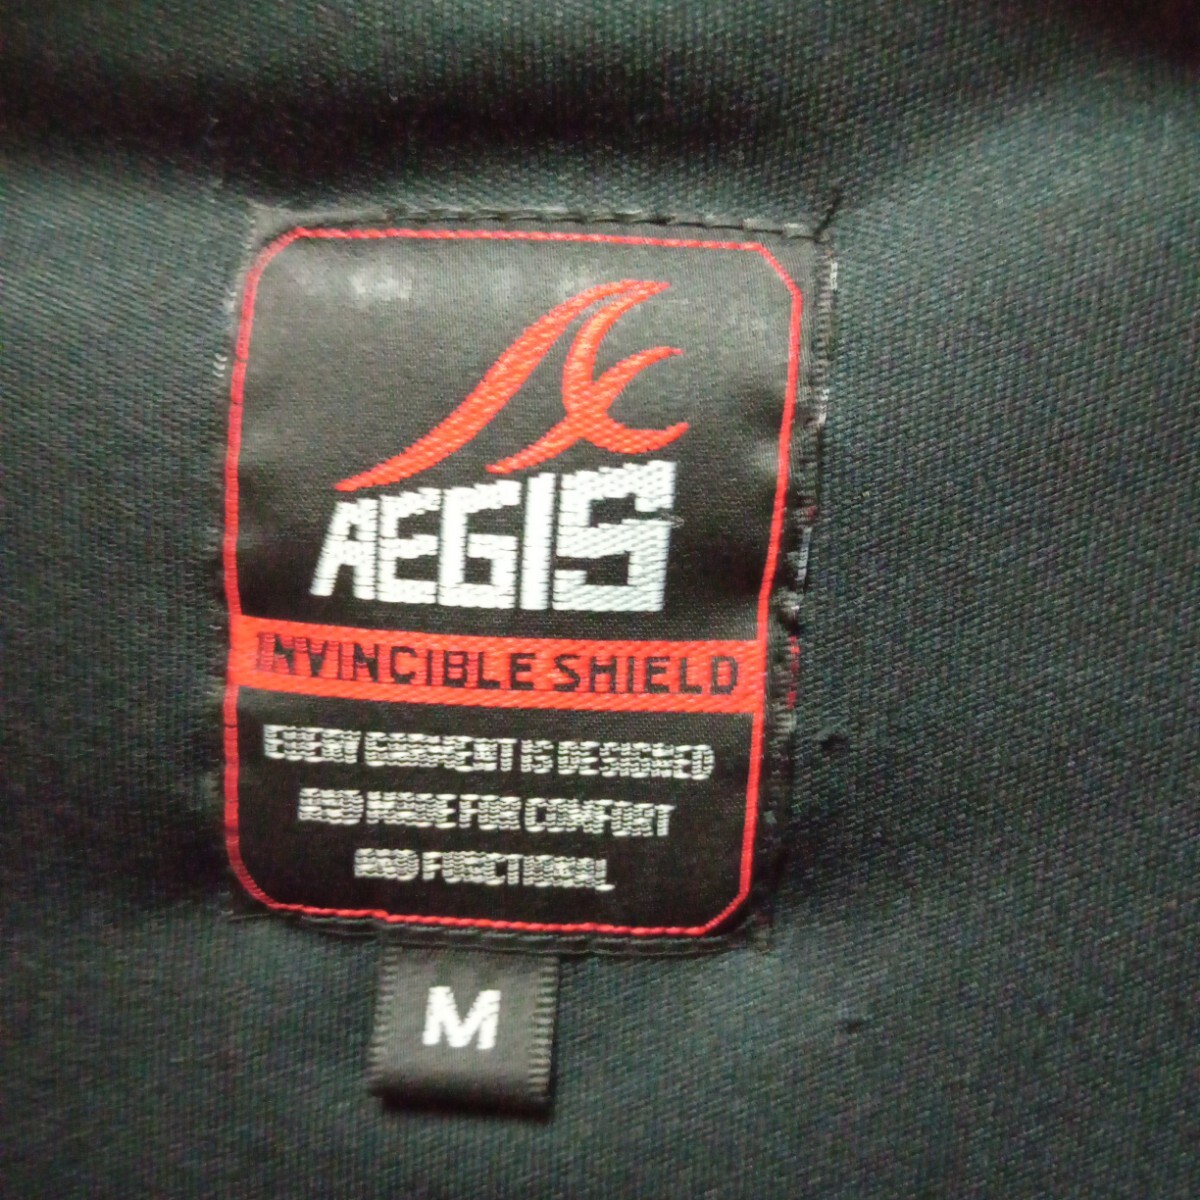 AEGIS
INVINCIBLE SHIELD
EVERY GARMENT IS DESIGNED
AND MADE FOR COMFORT
AND FUNCTIONAL
M